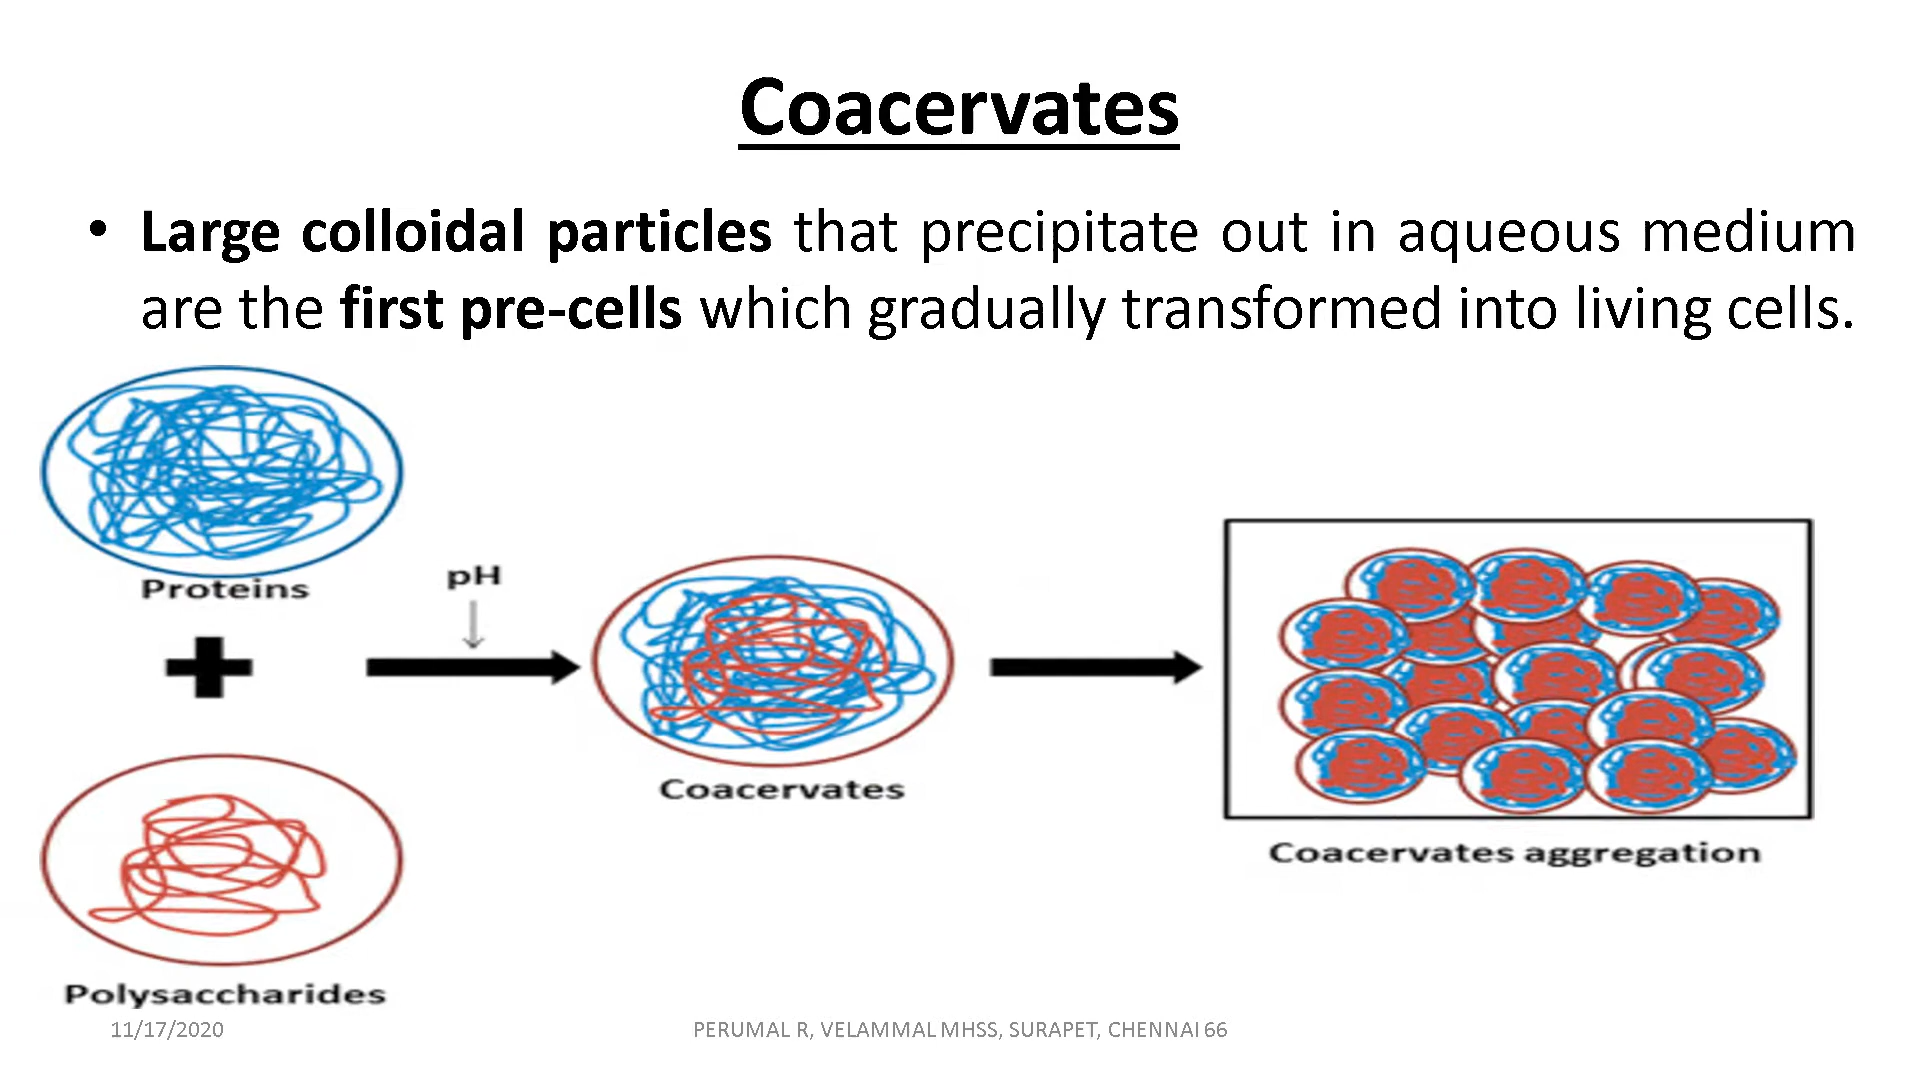 Coacervates
• Large colloidal particles that precipitate out in aqueous medium
are the first pre-cells which gradually transformed into living cells.
Proteins
pH
Coacervates
Coacervates aggregation
Polysaccharides
11/17/2020
PERUMAL R, VELAMMAL MHSS, SURAPET, CHENNAI 66